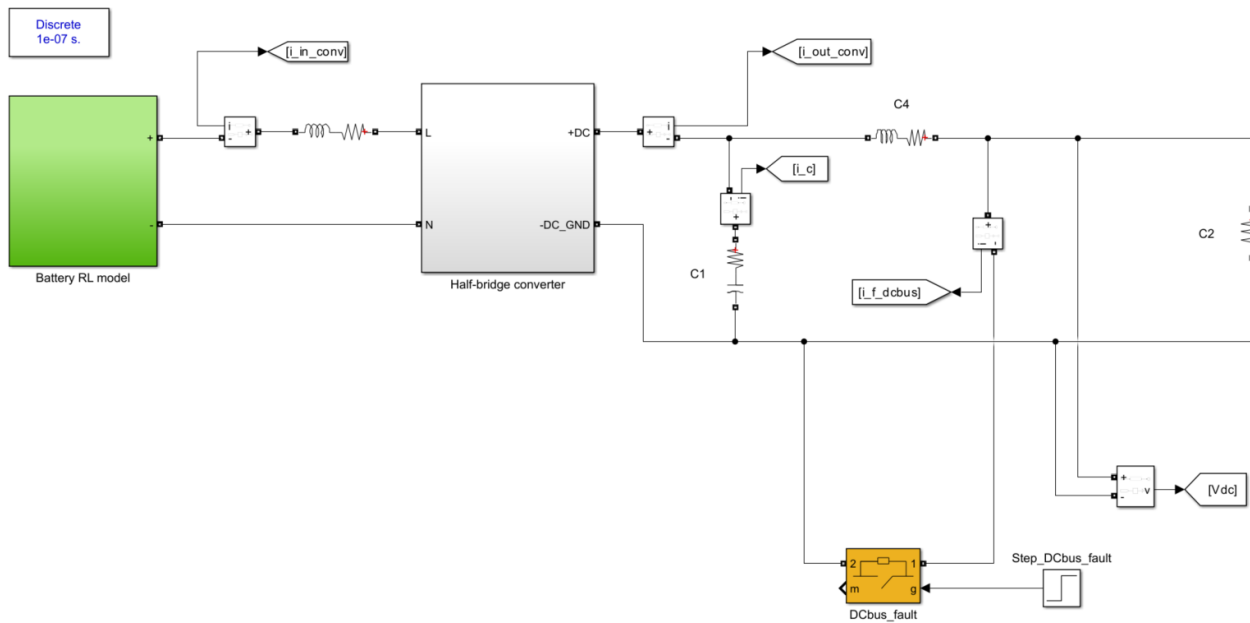 Discrete
1e-07 s.
[i_in_conv]
[i_out_conv]
C4
i
+
-
+
-
L
N
+DC
-DC_GND
+
i
-
[i_c]
+
-
i
+
C1
C2
[i_f_dcbus]
Battery RL model
Half-bridge converter
+
-
v
[Vdc]
Step_DCbus_fault
2
1
m
g
DCbus_fault